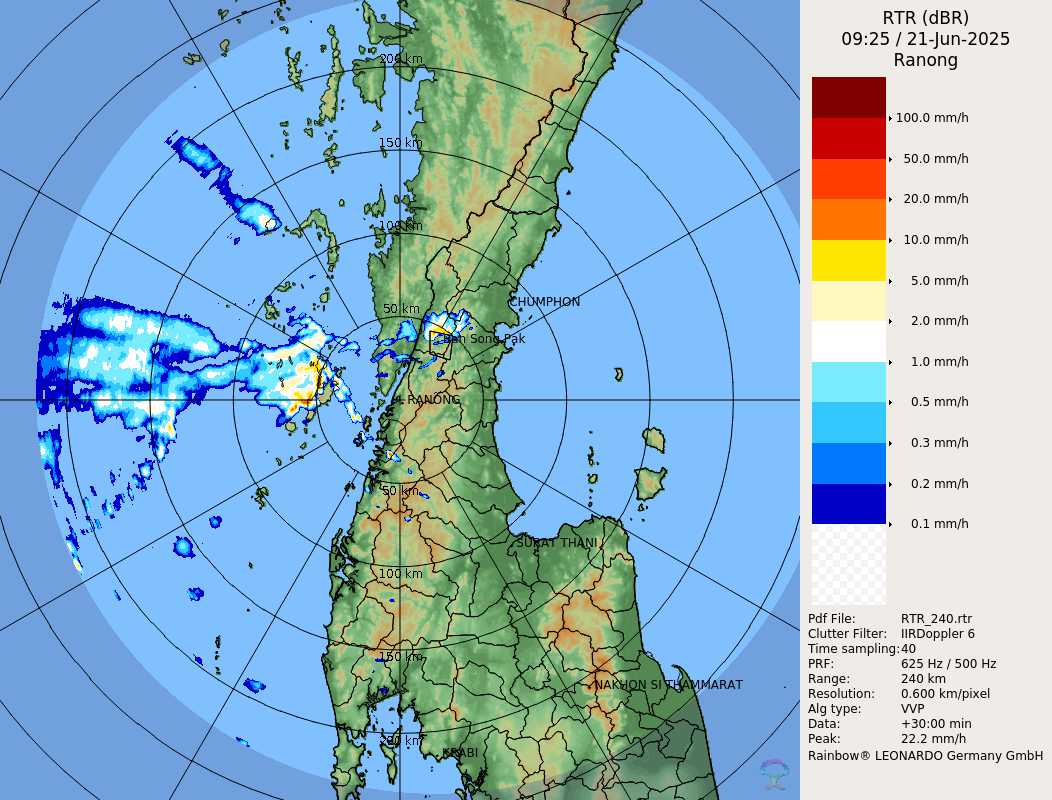 RTR (dBR)
09:25 / 21-Jun-2025
Ranong
100.0 mm/h
50.0 mm/h
20.0 mm/h
10.0 mm/h
5.0 mm/h
2.0 mm/h
1.0 mm/h
0.5 mm/h
0.3 mm/h
0.2 mm/h
0.1 mm/h
Pdf File: RTR_240.rtr
Clutter Filter: IIRDoppler 6
Time sampling: 40
PRF: 625 Hz / 500 Hz
Range: 240 km
Resolution: 0.600 km/pixel
Alg type: VVP
Data: +30:00 min
Peak: 22.2 mm/h
Rainbow® LEONARDO Germany GmbH
200 km
150 km
100 km
CHUMPHON
50 km
Ban Song Pak
RANONG
50 km
SURAT THANI
100 km
150 km
NAKHON SI THAMMARAT
200 km
KRABI